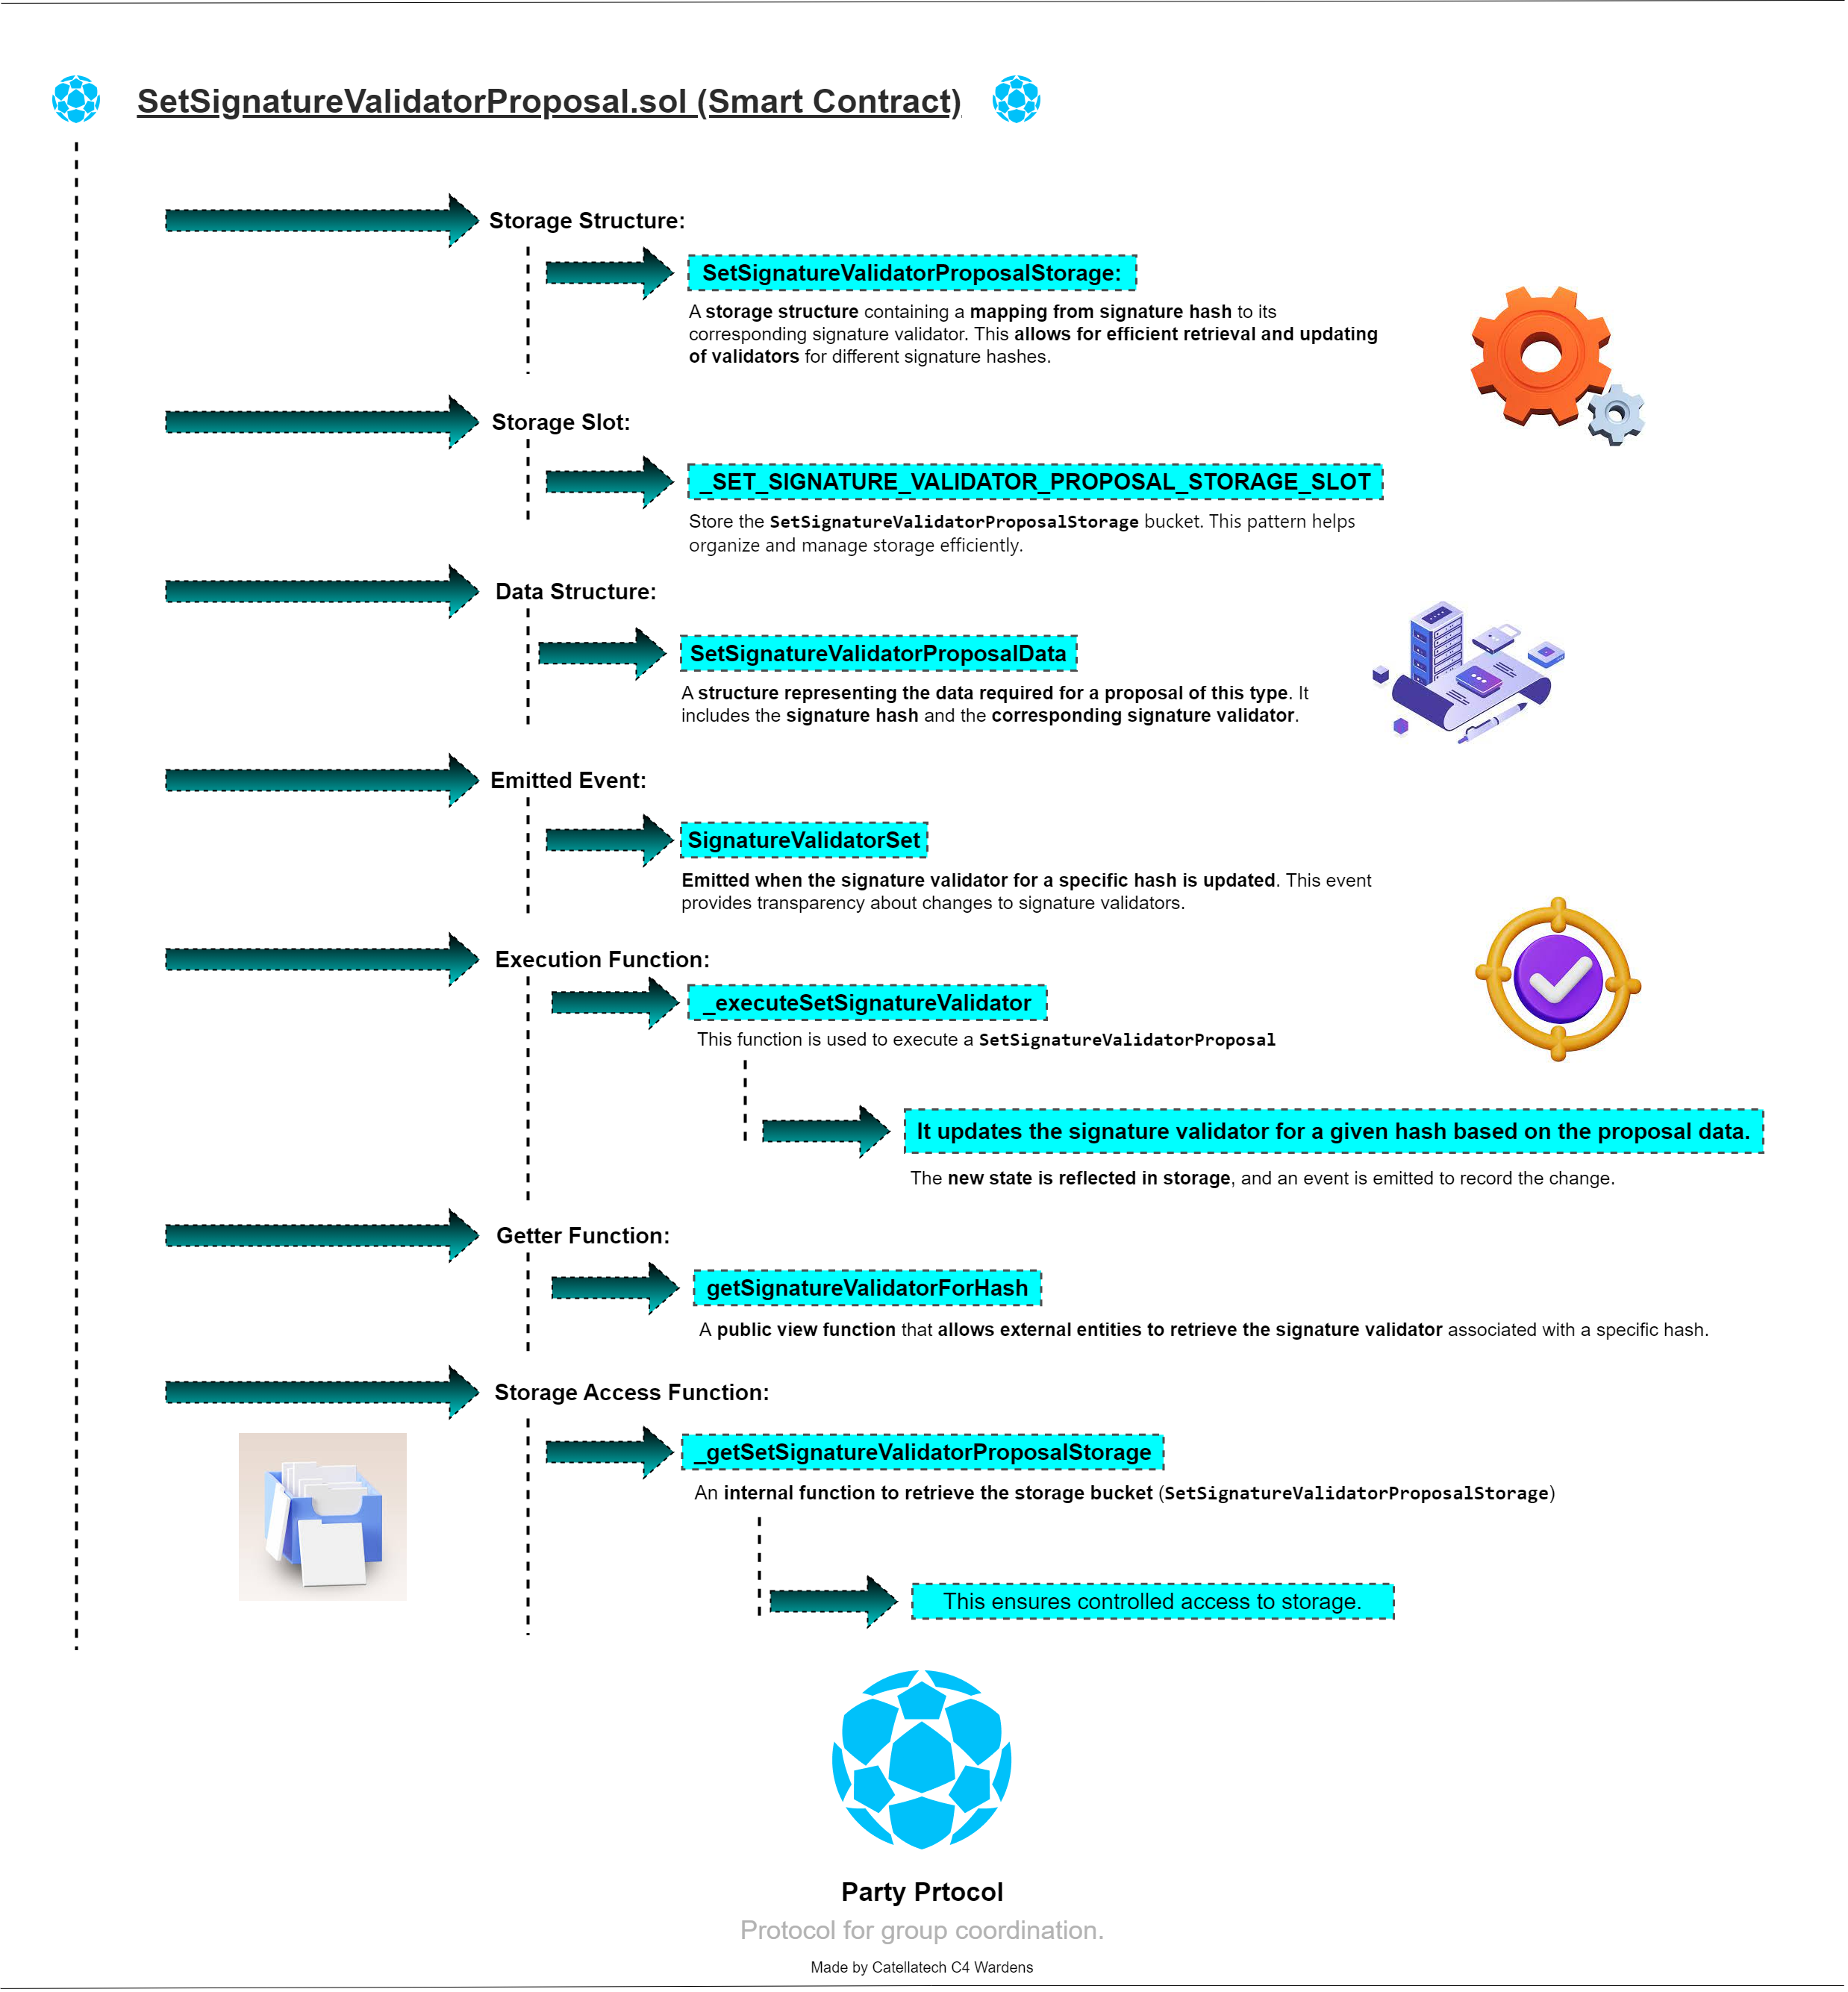 SetSignatureValidatorProposal.sol (Smart Contract)
Storage Structure:
SetSignatureValidatorProposalStorage:
A storage structure containing a mapping from signature hash to its
corresponding signature validator. This allows for efficient retrieval and updating
of validators for different signature hashes.
Storage Slot:
_SET_SIGNATURE_VALIDATOR_PROPOSAL_STORAGE_SLOT
Store the SetSignatureValidatorProposalStorage bucket. This pattern helps
organize and manage storage efficiently.
Data Structure:
SetSignatureValidatorProposalData
A structure representing the data required for a proposal of this type. It
includes the signature hash and the corresponding signature validator.
Emitted Event:
SignatureValidatorSet
Emitted when the signature validator for a specific hash is updated. This event
provides transparency about changes to signature validators.
Execution Function:
_executeSetSignatureValidator
This function is used to execute a SetSignatureValidatorProposal
It updates the signature validator for a given hash based on the proposal data.
The new state is reflected in storage, and an event is emitted to record the change.
Getter Function:
getSignatureValidatorForHash
A public view function that allows external entities to retrieve the signature validator associated with a specific hash.
Storage Access Function:
_getSetSignatureValidatorProposalStorage
An internal function to retrieve the storage bucket (SetSignatureValidatorProposalStorage)
This ensures controlled access to storage.
Party Prtocol
Protocol for group coordination.
Made by Catellatech C4 Wardens